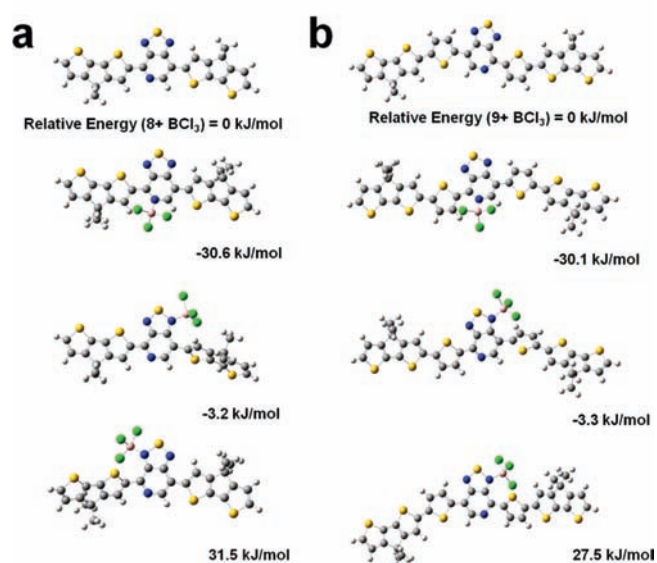 a
Relative Energy (8+ BCl₃) = 0 kJ/mol
-30.6 kJ/mol
-3.2 kJ/mol
31.5 kJ/mol
b
Relative Energy (9+ BCl₃) = 0 kJ/mol
-30.1 kJ/mol
-3.3 kJ/mol
27.5 kJ/mol